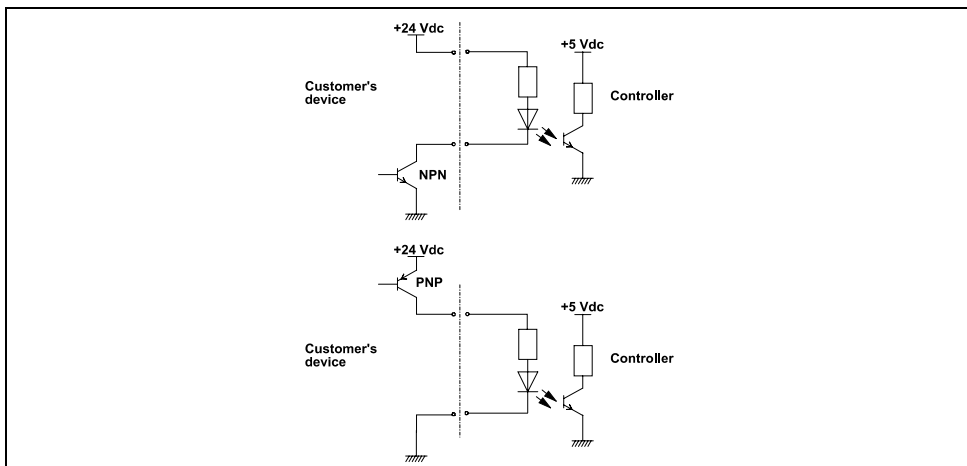 +24 Vdc
+5 Vdc
Customer's
device
Controller
NPN
+24 Vdc
PNP
+5 Vdc
Customer's
device
Controller